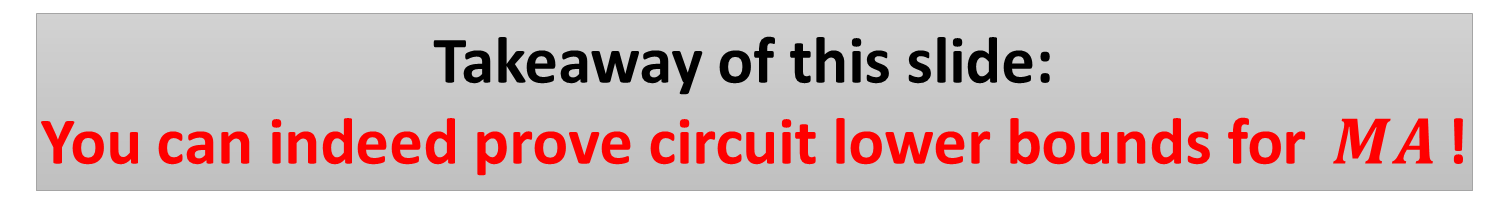 Takeaway of this slide:
You can indeed prove circuit lower bounds for MA!